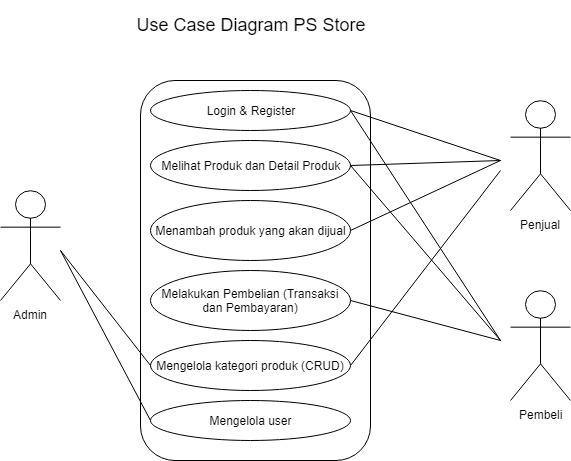 Use Case Diagram PS Store
Login & Register
Melihat Produk dan Detail Produk
Menambah produk yang akan dijual
Melakukan Pembelian (Transaksi
dan Pembayaran)
Mengelola kategori produk (CRUD)
Mengelola user
Admin
Penjual
Pembeli